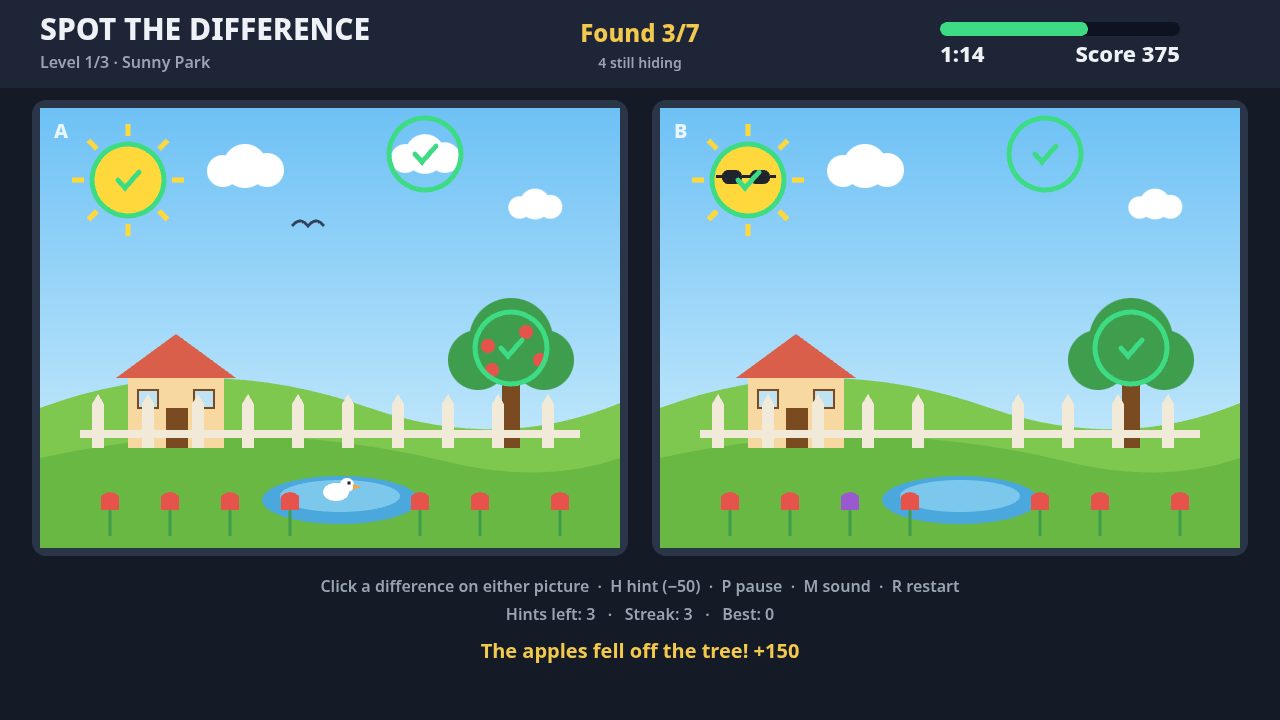 SPOT THE DIFFERENCE
Level 1/3 · Sunny Park
Found 3/7
4 still hiding
1:14
Score 375
A
B
Click a difference on either picture · H hint (−50) · P pause · M sound · R restart
Hints left: 3 · Streak: 3 · Best: 0
The apples fell off the tree! +150